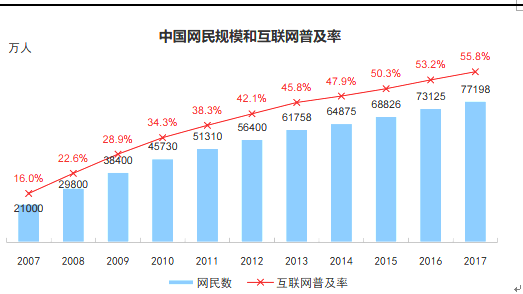 中国网民规模和互联网普及率
万人
16.0% 22.6% 28.9% 34.3% 38.3% 42.1% 45.8% 47.9% 50.3% 53.2% 55.8%
21000 29800 38400 45730 51310 56400 61758 64875 68826 73125 77198
2007 2008 2009 2010 2011 2012 2013 2014 2015 2016 2017
网民数 互联网普及率